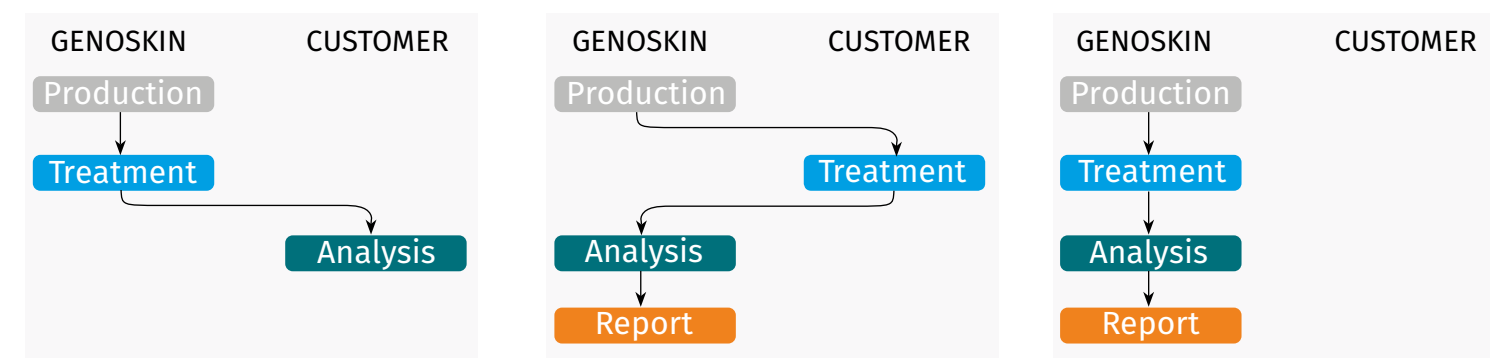 GENOSKIN CUSTOMER
Production
Treatment
Analysis
GENOSKIN CUSTOMER
Production
Treatment
Analysis
Report
GENOSKIN CUSTOMER
Production
Treatment
Analysis
Report